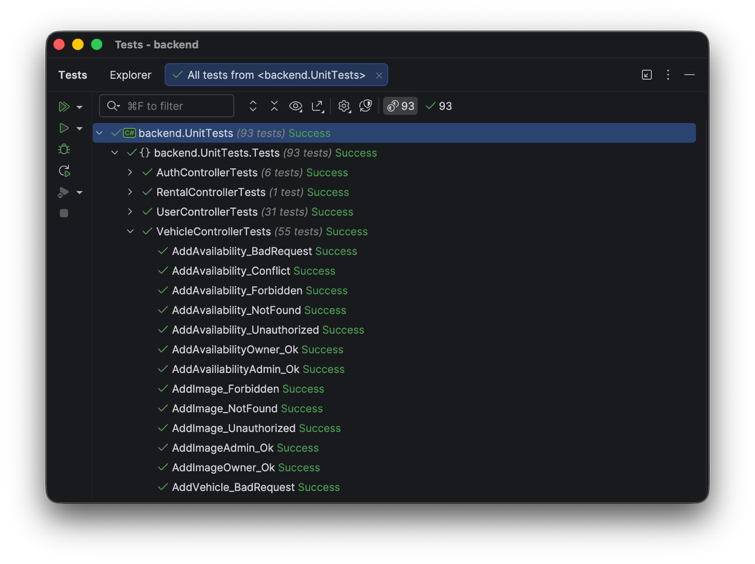 Tests - backend
Tests Explorer All tests from <backend.UnitTests>
⌘F to filter 93 93
C# backend.UnitTests (93 tests) Success
{} backend.UnitTests.Tests (93 tests) Success
AuthControllerTests (6 tests) Success
RentalControllerTests (1 test) Success
UserControllerTests (31 tests) Success
VehicleControllerTests (55 tests) Success
AddAvailability_BadRequest Success
AddAvailability_Conflict Success
AddAvailability_Forbidden Success
AddAvailability_NotFound Success
AddAvailability_Unauthorized Success
AddAvailabilityOwner_Ok Success
AddAvailiabilityAdmin_Ok Success
AddImage_Forbidden Success
AddImage_NotFound Success
AddImage_Unauthorized Success
AddImageAdmin_Ok Success
AddImageOwner_Ok Success
AddVehicle_BadRequest Success